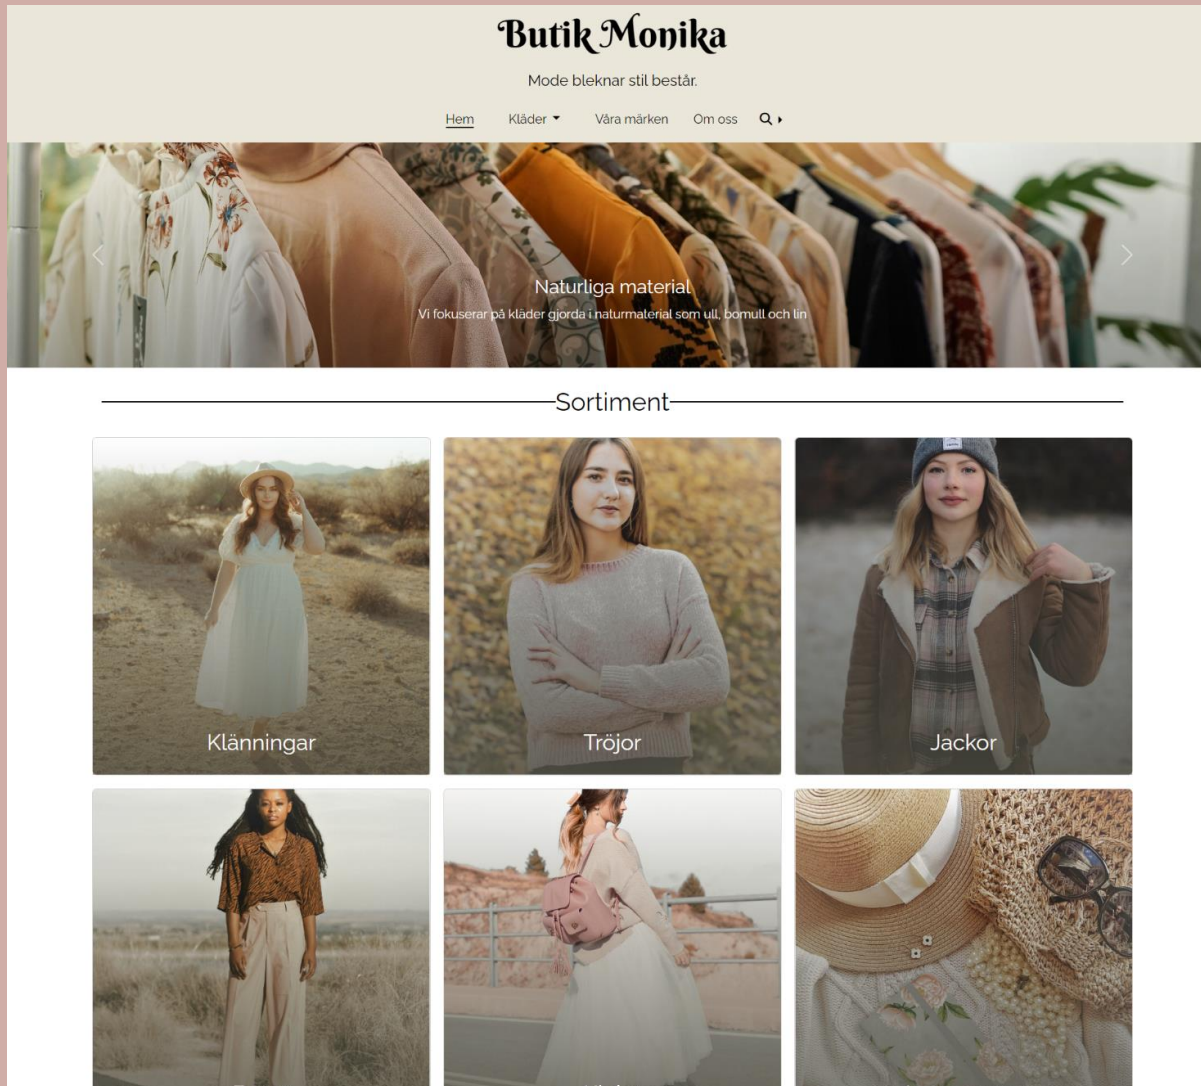 Butik Monika
Mode bleknar stil består.
Hem Kläder Våra märken Om oss
Naturliga material
Vi fokuserar på kläder gjorda i naturmaterial som ull, bomull och lin
Sortiment
Klänningar Tröjor Jackor